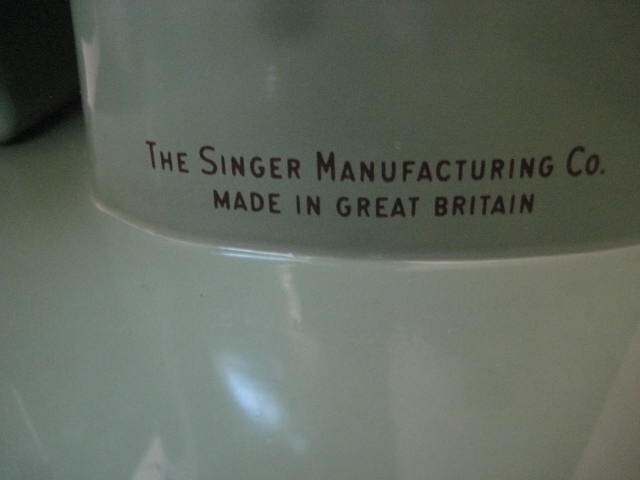 The Singer Manufacturing Co.
MADE IN GREAT BRITAIN